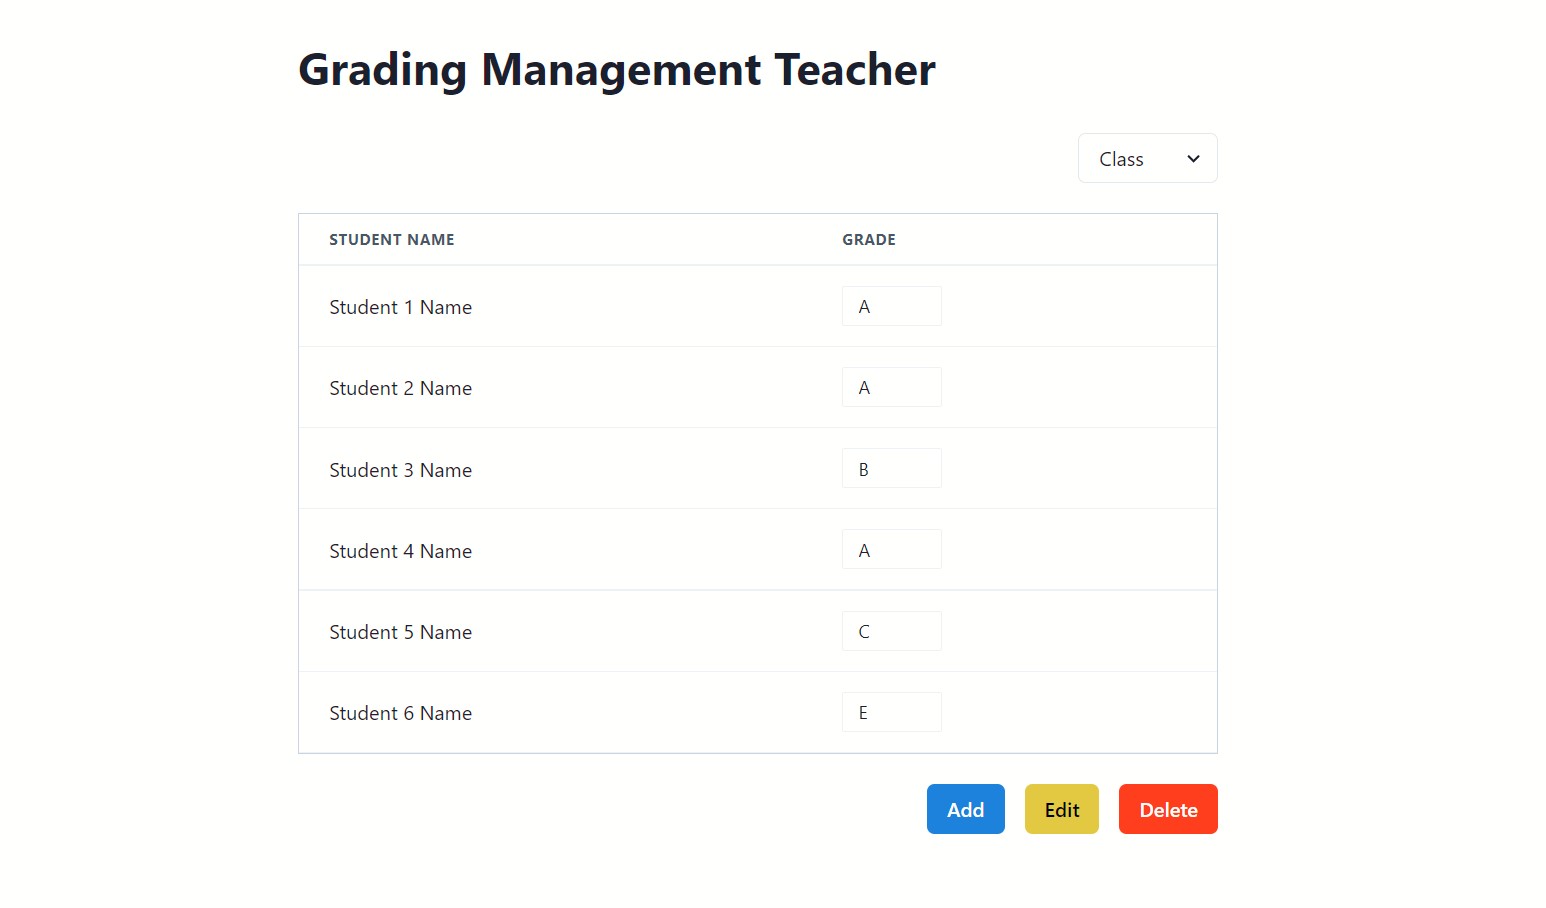 Grading Management Teacher
Class
STUDENT NAME GRADE
Student 1 Name A
Student 2 Name A
Student 3 Name B
Student 4 Name A
Student 5 Name C
Student 6 Name E
Add Edit Delete